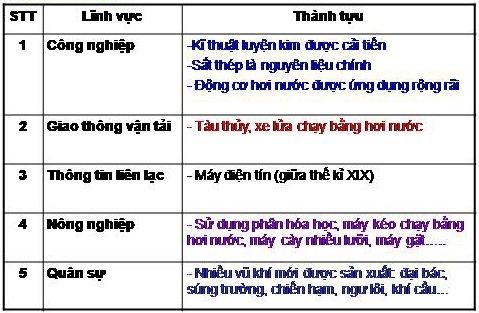 STT Lĩnh vực Thành tựu
1 Công nghiệp -Kĩ thuật luyện kim được cải tiến
-Sắt thép là nguyên liệu chính
- Động cơ hơi nước được ứng dụng rộng rãi
2 Giao thông vận tải - Tàu thủy, xe lửa chạy bằng hơi nước
3 Thông tin liên lạc - Máy điện tín (giữa thế kỉ XIX)
4 Nông nghiệp - Sử dụng phân hóa học, máy kéo chạy bằng
hơi nước, máy cày nhiều lưỡi, máy gặt.....
5 Quân sự - Nhiều vũ khí mới được sản xuất: đại bác,
súng trường, chiến hạm, ngư lôi, khí cầu...